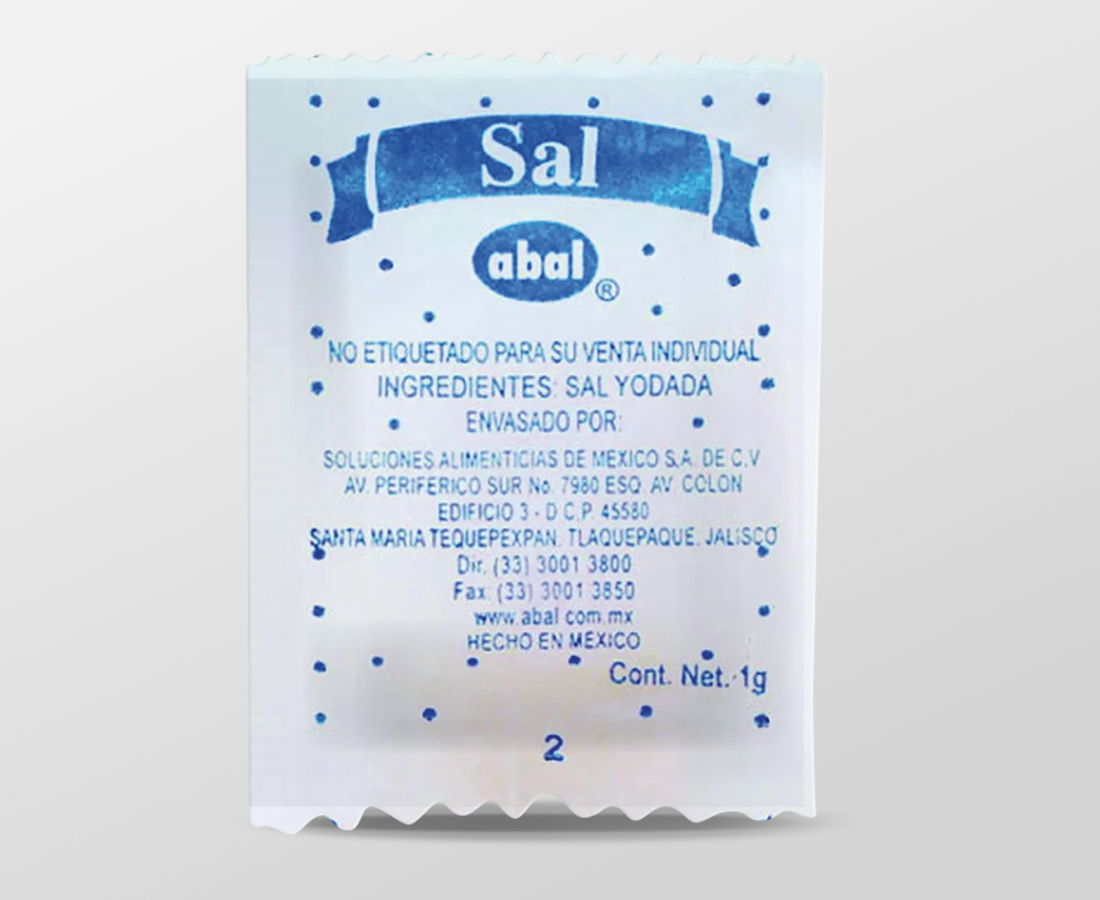 Sal
abal ®
NO ETIQUETADO PARA SU VENTA INDIVIDUAL
INGREDIENTES: SAL YODADA
ENVASADO POR:
SOLUCIONES ALIMENTICIAS DE MEXICO S.A. DE C.V
AV. PERIFERICO SUR No. 7980 ESQ. AV. COLON
EDIFICIO 3 - D C.P. 45580
SANTA MARIA TEQUEPEXPAN. TLAQUEPAQUE. JALISCO
Dir. (33) 3001 3800
Fax: (33) 3001 3850
www.abal.com.mx
HECHO EN MEXICO
Cont. Net. 1g
2